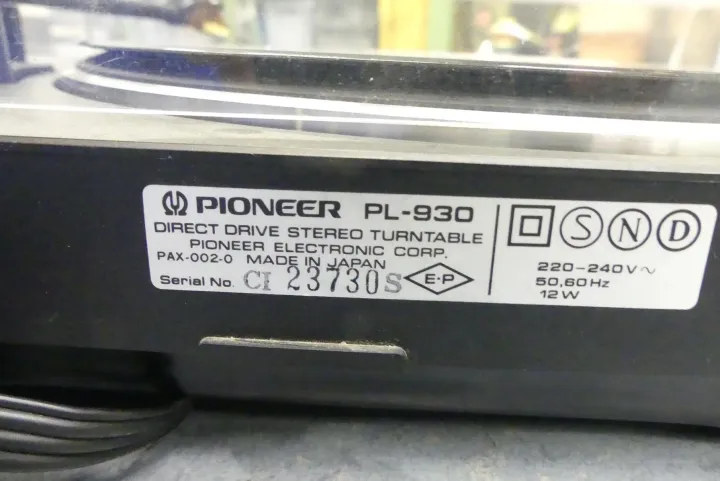 PIONEER PL-930
DIRECT DRIVE STEREO TURNTABLE
PIONEER ELECTRONIC CORP.
PAX-002-0 MADE IN JAPAN
Serial No. CI 23730S E·P
S N D
220-240V~
50,60Hz
12W